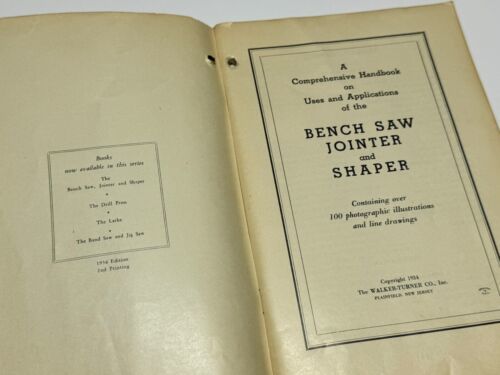 Books
now available in this series
The
Bench Saw, Jointer and Shaper
The Drill Press
The Lathe
The Band Saw and Jig Saw
1936 Edition
2nd Printing
A
Comprehensive Handbook
on
Uses and Applications
of the
BENCH SAW
JOINTER
and
SHAPER
Containing over
100 photographic illustrations
and line drawings
Copyright 1934
The WALKER-TURNER CO., Inc.
PLAINFIELD, NEW JERSEY